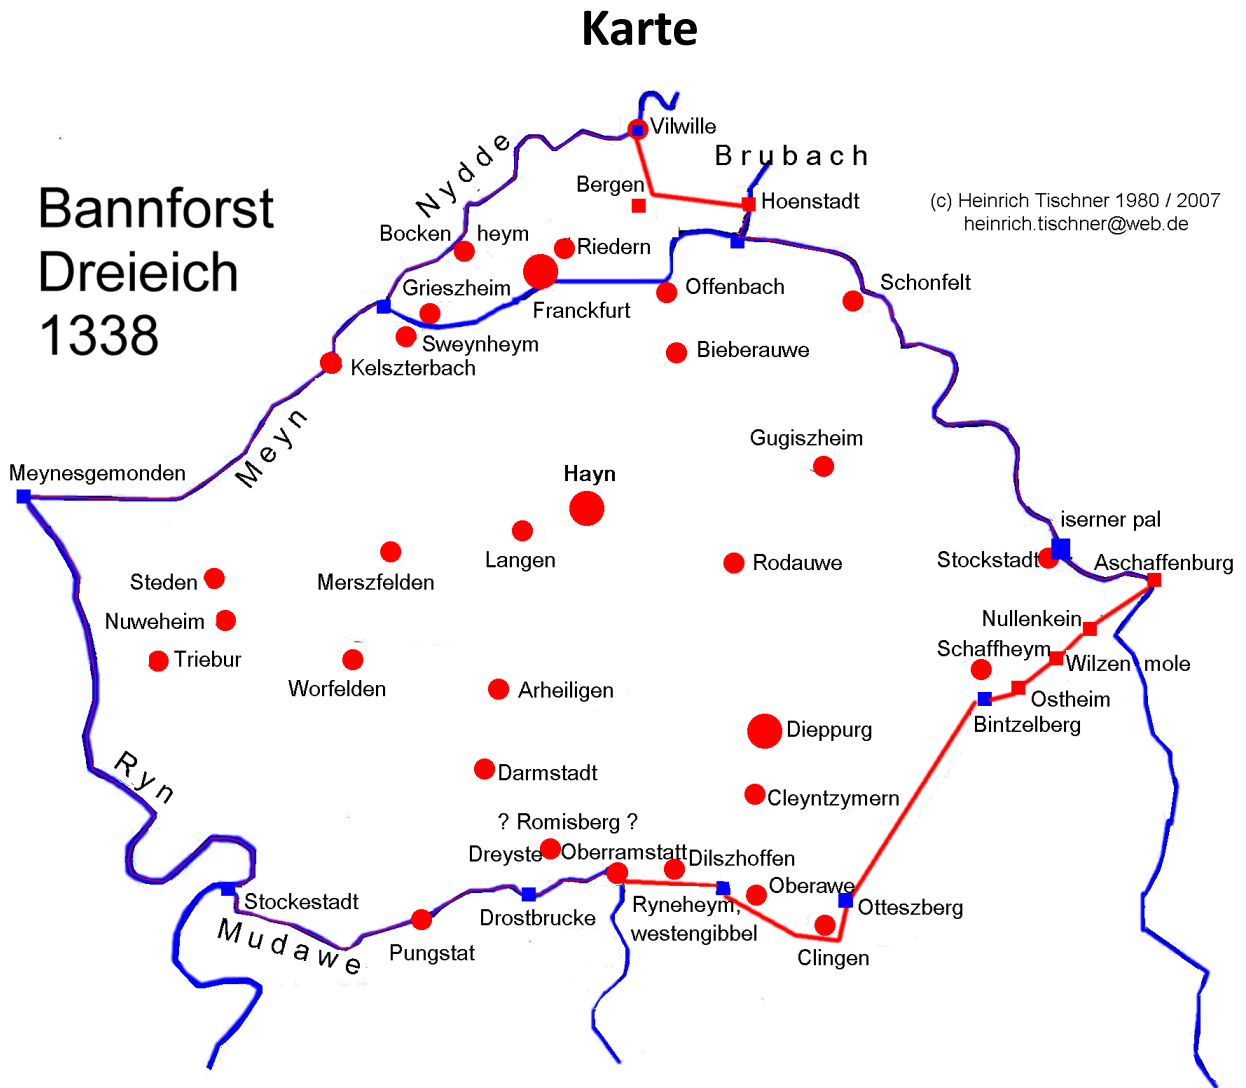 Karte
Vilwille
Brubach
Nydde
Bergen
Hoenstadt
Bannforst
Dreieich
1338
(c) Heinrich Tischner 1980 / 2007
heinrich.tischner@web.de
Bocken heym
Riedern
Grieszheim
Offenbach
Schonfelt
Franckfurt
Sweynheym
Bieberauwe
Kelszterbach
Meyn
Gugiszheim
Meynesgemonden
Hayn
iserner pal
Langen
Rodauwe
Stockstadt
Aschaffenburg
Steden
Merszfelden
Nuweheim
Nullenkein
Triebur
Schaffheym
Wilzen mole
Worfelden
Arheiligen
Ostheim
Bintzelberg
Dieppurg
Ryn
Darmstadt
Cleyntzymern
? Romisberg ?
Dreyste
Oberramstatt
Dilszhoffen
Oberawe
Stockestadt
Drostbrucke
Ryneheym,
westengibbel
Otteszberg
Mudawe
Pungstat
Clingen